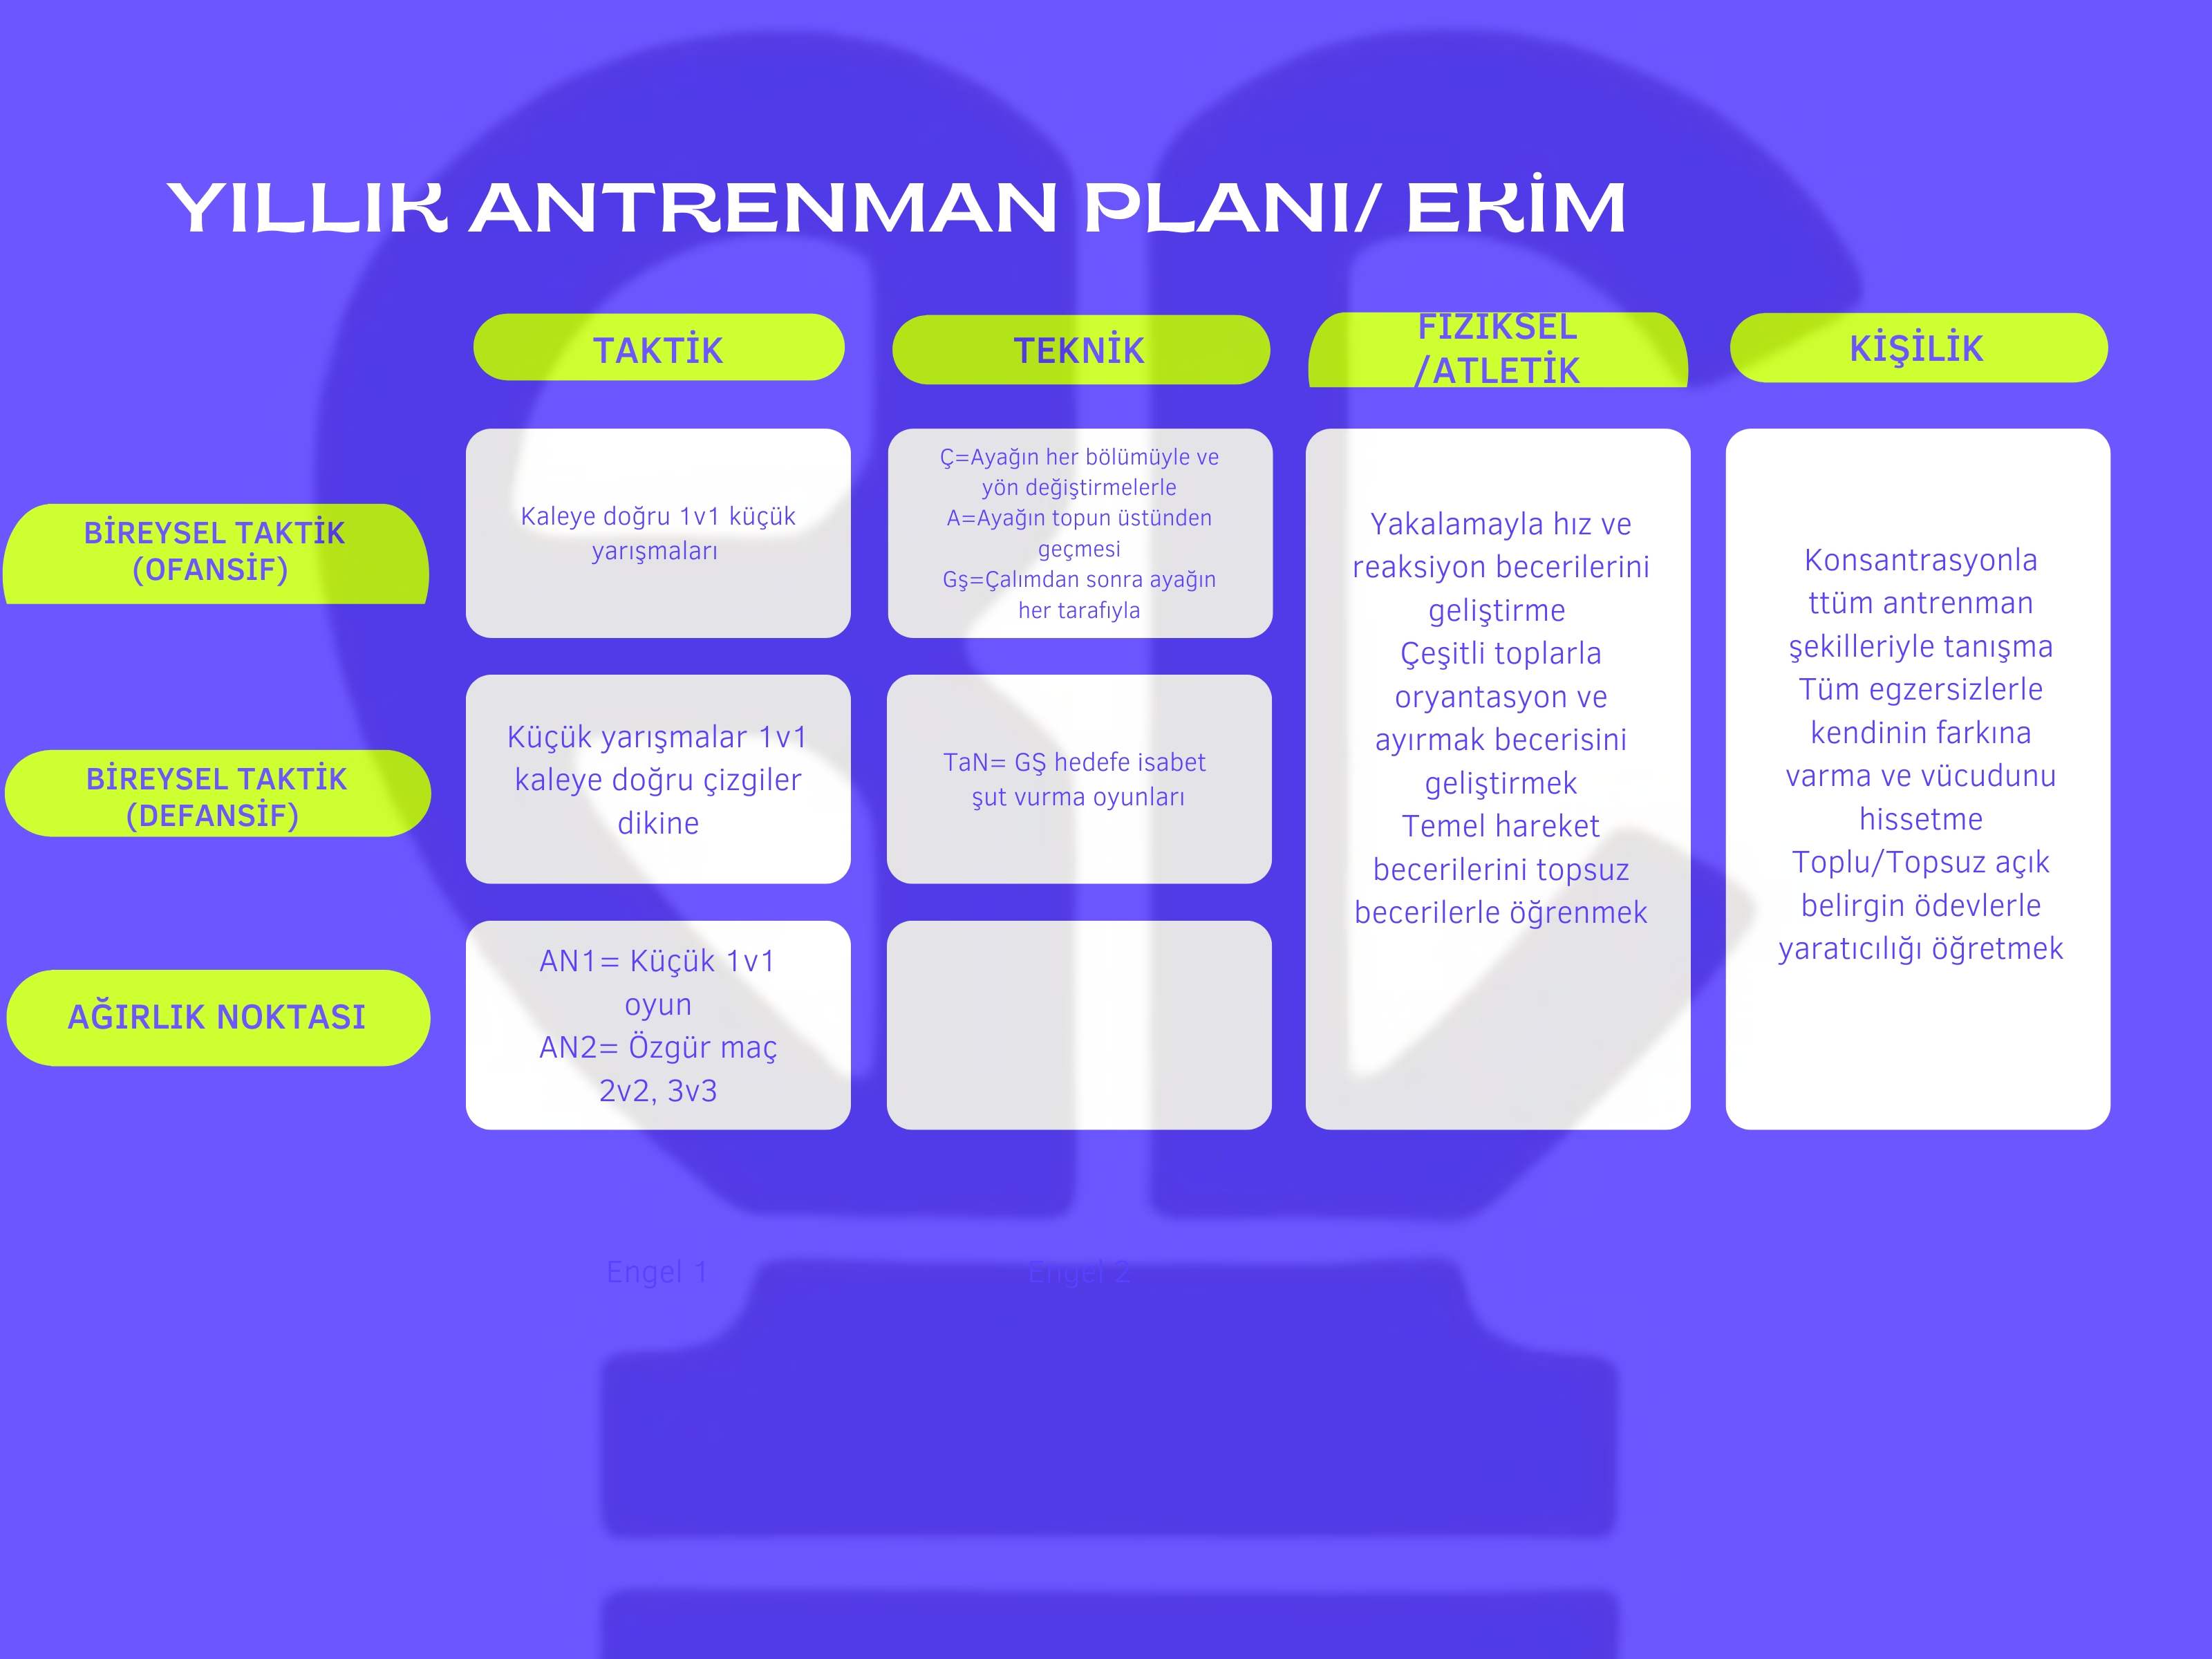 YILLIK ANTRENMAN PLANI/ EKİM
TAKTİK
TEKNİK
FIZIKSEL
/ATLETİK
KİŞİLİK
BİREYSEL TAKTİK
(OFANSİF)
Kaleye doğru 1v1 küçük
yarışmaları
Ç=Ayağın her bölümüyle ve
yön değiştirmelerle
A=Ayağın topun üstünden
geçmesi
Gş=Çalımdan sonra ayağın
her tarafıyla
Yakalamayla hız ve
reaksiyon becerilerini
geliştirme
Çeşitli toplarla
oryantasyon ve
ayırmak becerisini
geliştirmek
Temel hareket
becerilerini topsuz
becerilerle öğrenmek
Konsantrasyonla
ttüm antrenman
şekilleriyle tanışma
Tüm egzersizlerle
kendinin farkına
varma ve vücudunu
hissetme
Toplu/Topsuz açık
belirgin ödevlerle
yaratıcılığı öğretmek
BİREYSEL TAKTİK
(DEFANSİF)
Küçük yarışmalar 1v1
kaleye doğru çizgiler
dikine
TaN= GŞ hedefe isabet
şut vurma oyunları
AĞIRLIK NOKTASI
AN1= Küçük 1v1
oyun
AN2= Özgür maç
2v2, 3v3
Engel 1
Engel 2